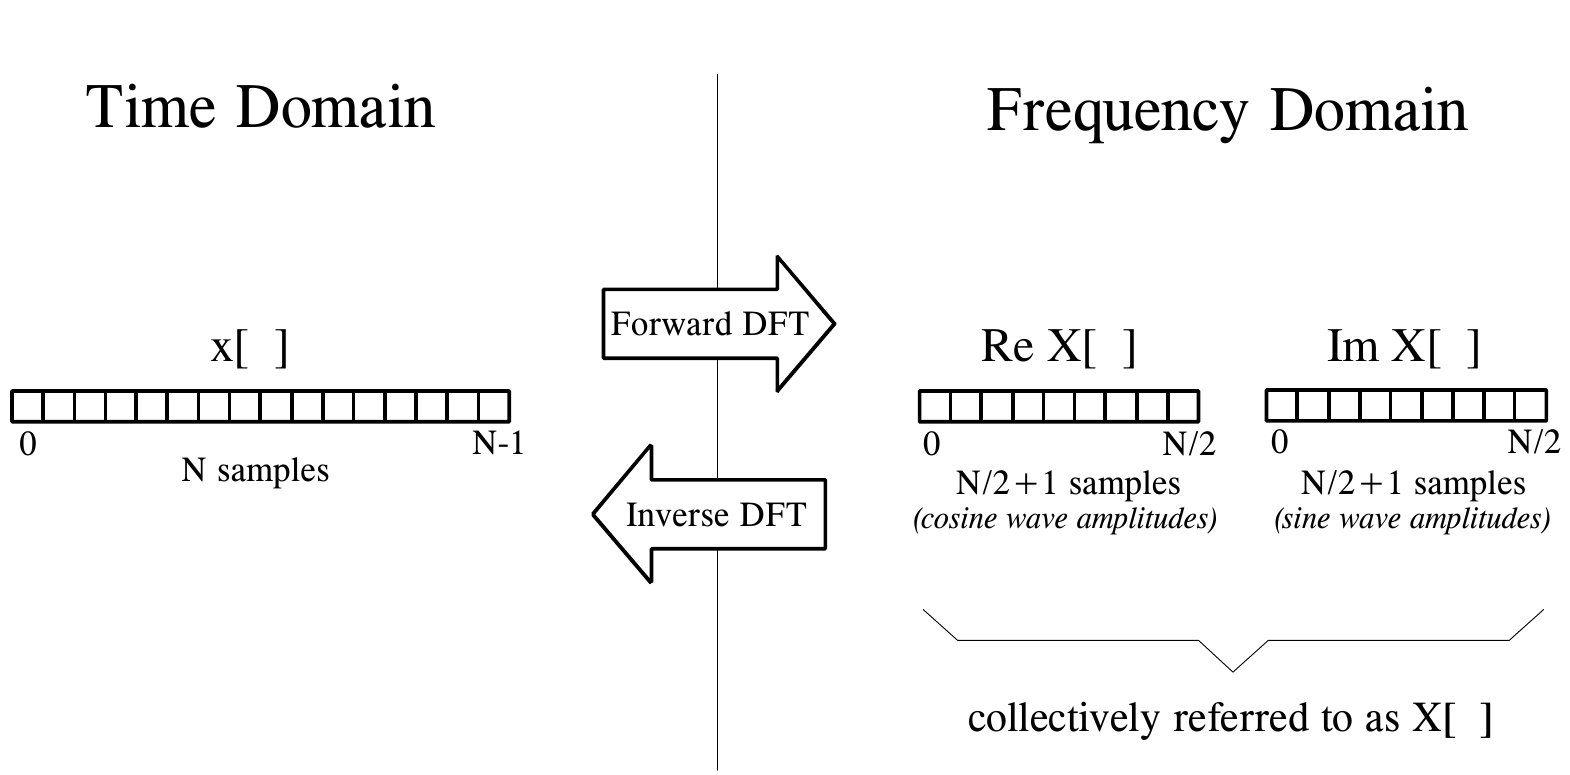 Time Domain
Frequency Domain
Forward DFT
x[ ]
Re X[ ]
Im X[ ]
0
N-1
N samples
0
N/2
N/2+1 samples
(cosine wave amplitudes)
0
N/2
N/2+1 samples
(sine wave amplitudes)
Inverse DFT
collectively referred to as X[ ]